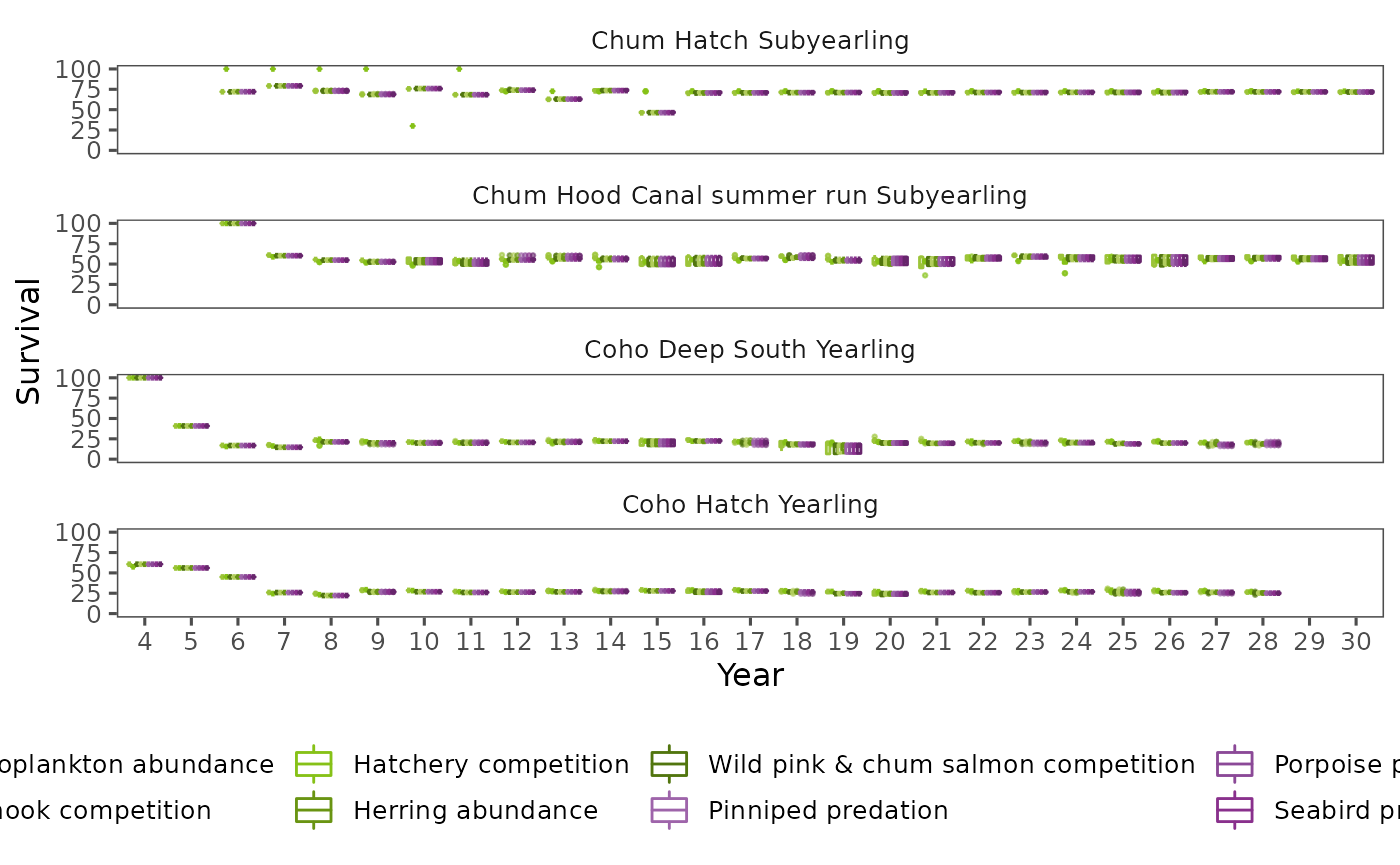 Chum Hatch Subyearling
100
75
50
25
0
Chum Hood Canal summer run Subyearling
100
75
50
25
0
Coho Deep South Yearling
100
75
50
25
0
Coho Hatch Yearling
100
75
50
25
0
Survival
4 5 6 7 8 9 10 11 12 13 14 15 16 17 18 19 20 21 22 23 24 25 26 27 28 29 30
Year
oplankton abundance Hatchery competition Wild pink & chum salmon competition Porpoise p
ook competition Herring abundance Pinniped predation Seabird pr